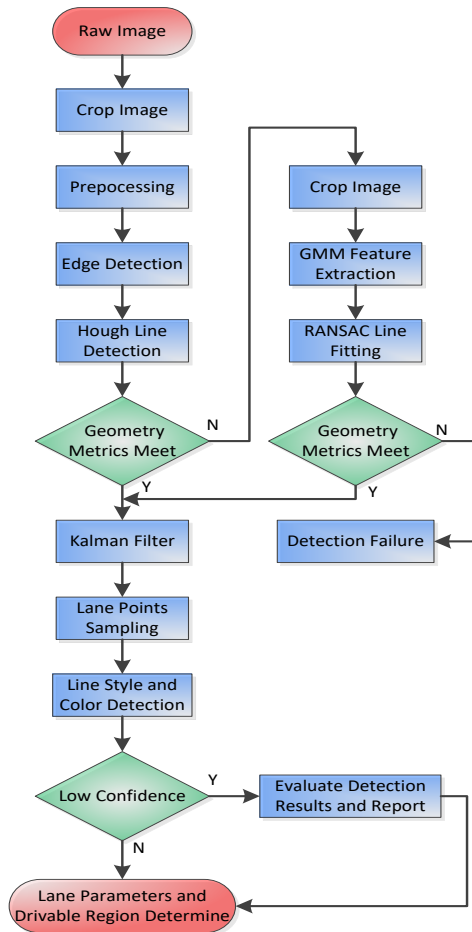 Raw Image
Crop Image
Prepocessing
Edge Detection
Hough Line
Detection
Geometry
Metrics Meet
N
Y
Crop Image
GMM Feature
Extraction
RANSAC Line
Fitting
Geometry
Metrics Meet
N
Y
Detection Failure
Kalman Filter
Lane Points
Sampling
Line Style and
Color Detection
Low Confidence
Y
N
Evaluate Detection
Results and Report
Lane Parameters and
Drivable Region Determine